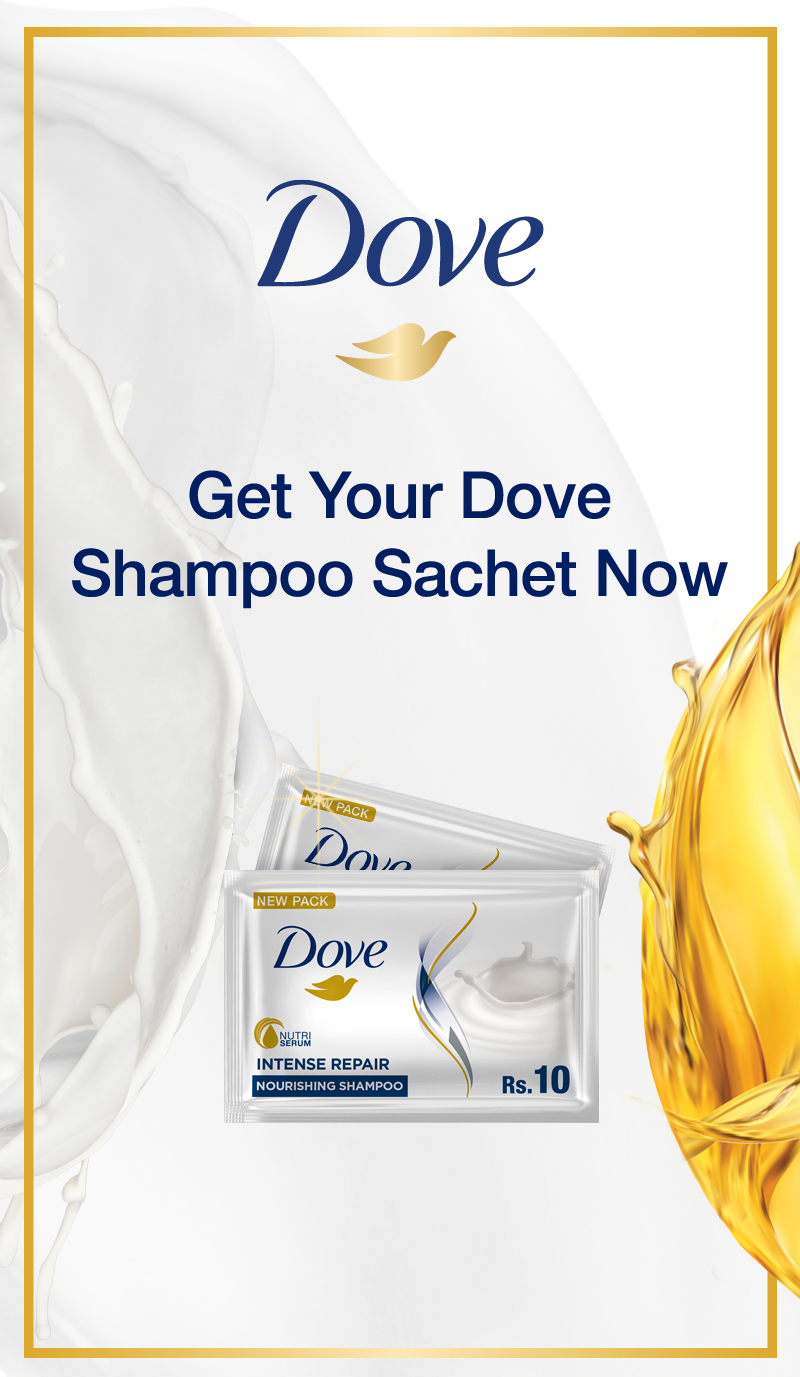 Dove
Get Your Dove
Shampoo Sachet Now
NEW PACK
Dove
NEW PACK
Dove
NUTRI
SERUM
INTENSE REPAIR
NOURISHING SHAMPOO
Rs.10